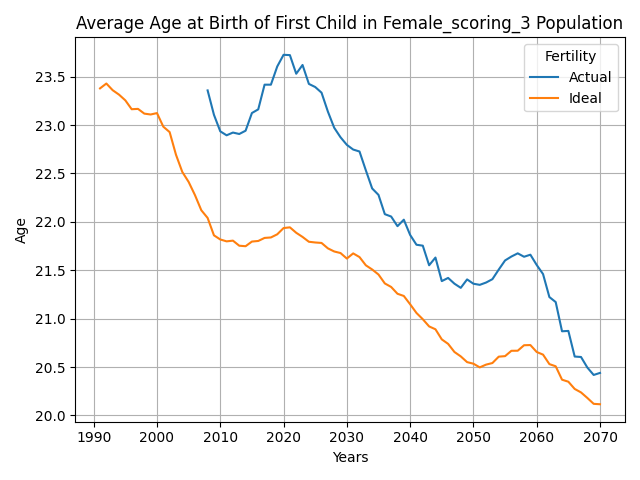 Average Age at Birth of First Child in Female_scoring_3 Population
Fertility
Actual
Ideal
Age
23.5
23.0
22.5
22.0
21.5
21.0
20.5
20.0
1990 2000 2010 2020 2030 2040 2050 2060 2070
Years